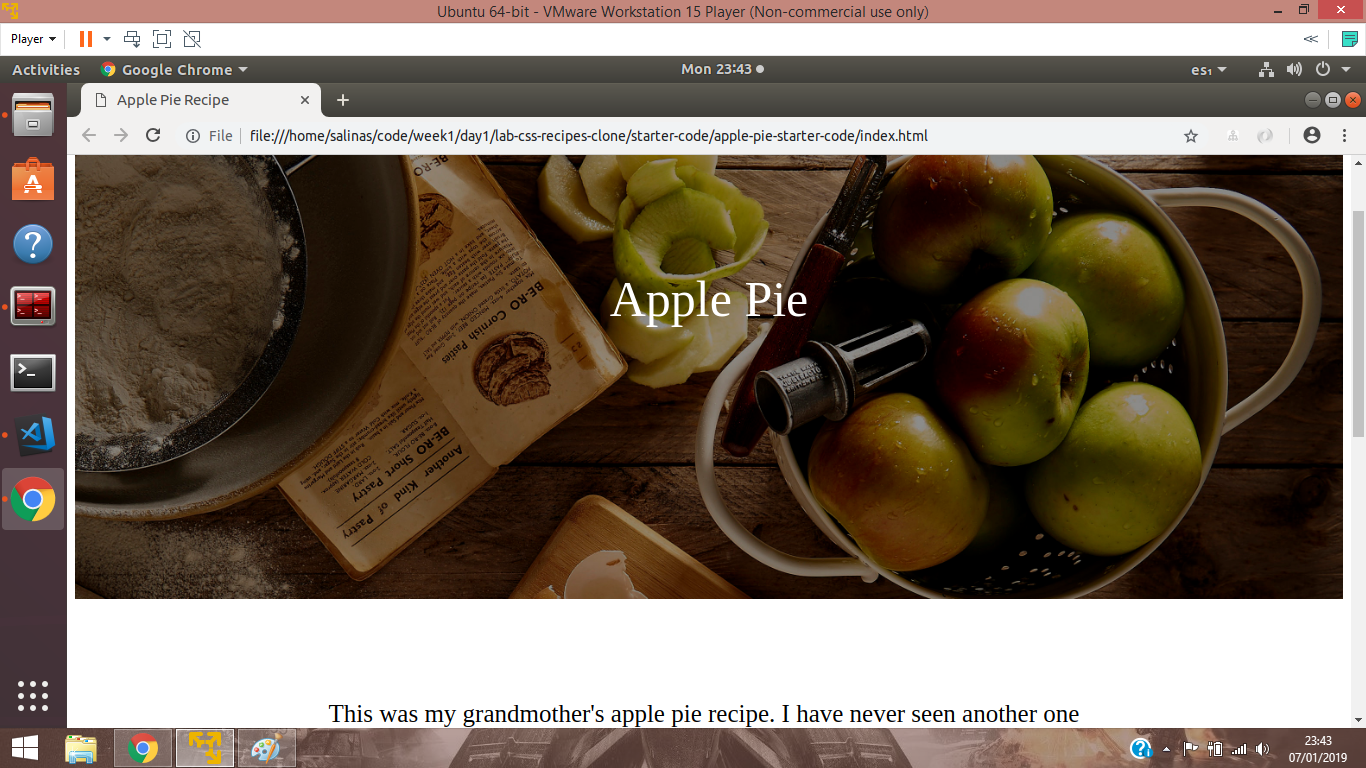 Ubuntu 64-bit - VMware Workstation 15 Player (Non-commercial use only)
Player
Activities
Google Chrome
Mon 23:43
es₁
Apple Pie Recipe
File
file:///home/salinas/code/week1/day1/lab-css-recipes-clone/starter-code/apple-pie-starter-code/index.html
BE-RO
BE-RO Cornish Pasties
Apple Pie
BE-RO Short Pastry
Another Kind of Pastry
This was my grandmother's apple pie recipe. I have never seen another one
23:43
07/01/2019